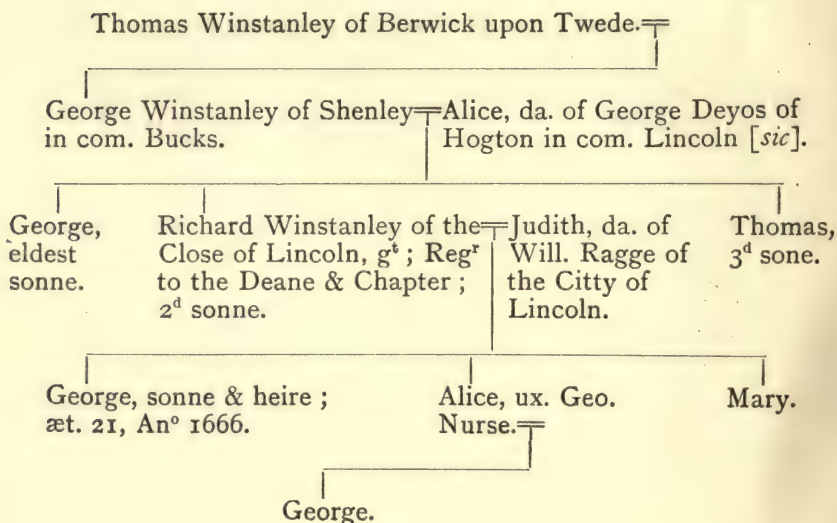 Thomas Winstanley of Berwick upon Twede.
George Winstanley of Shenley
in com. Bucks.
Alice, da. of George Deyos of
Hogton in com. Lincoln [sic].
George,
eldest
sonne.
Richard Winstanley of the
Close of Lincoln, gᵗ ; Regʳ
to the Deane & Chapter ;
2ᵈ sonne.
Judith, da. of
Will. Ragge of
the Citty of
Lincoln.
Thomas,
3ᵈ sone.
George, sonne & heire ;
æt. 21, Anº 1666.
Alice, ux. Geo.
Nurse.
Mary.
George.